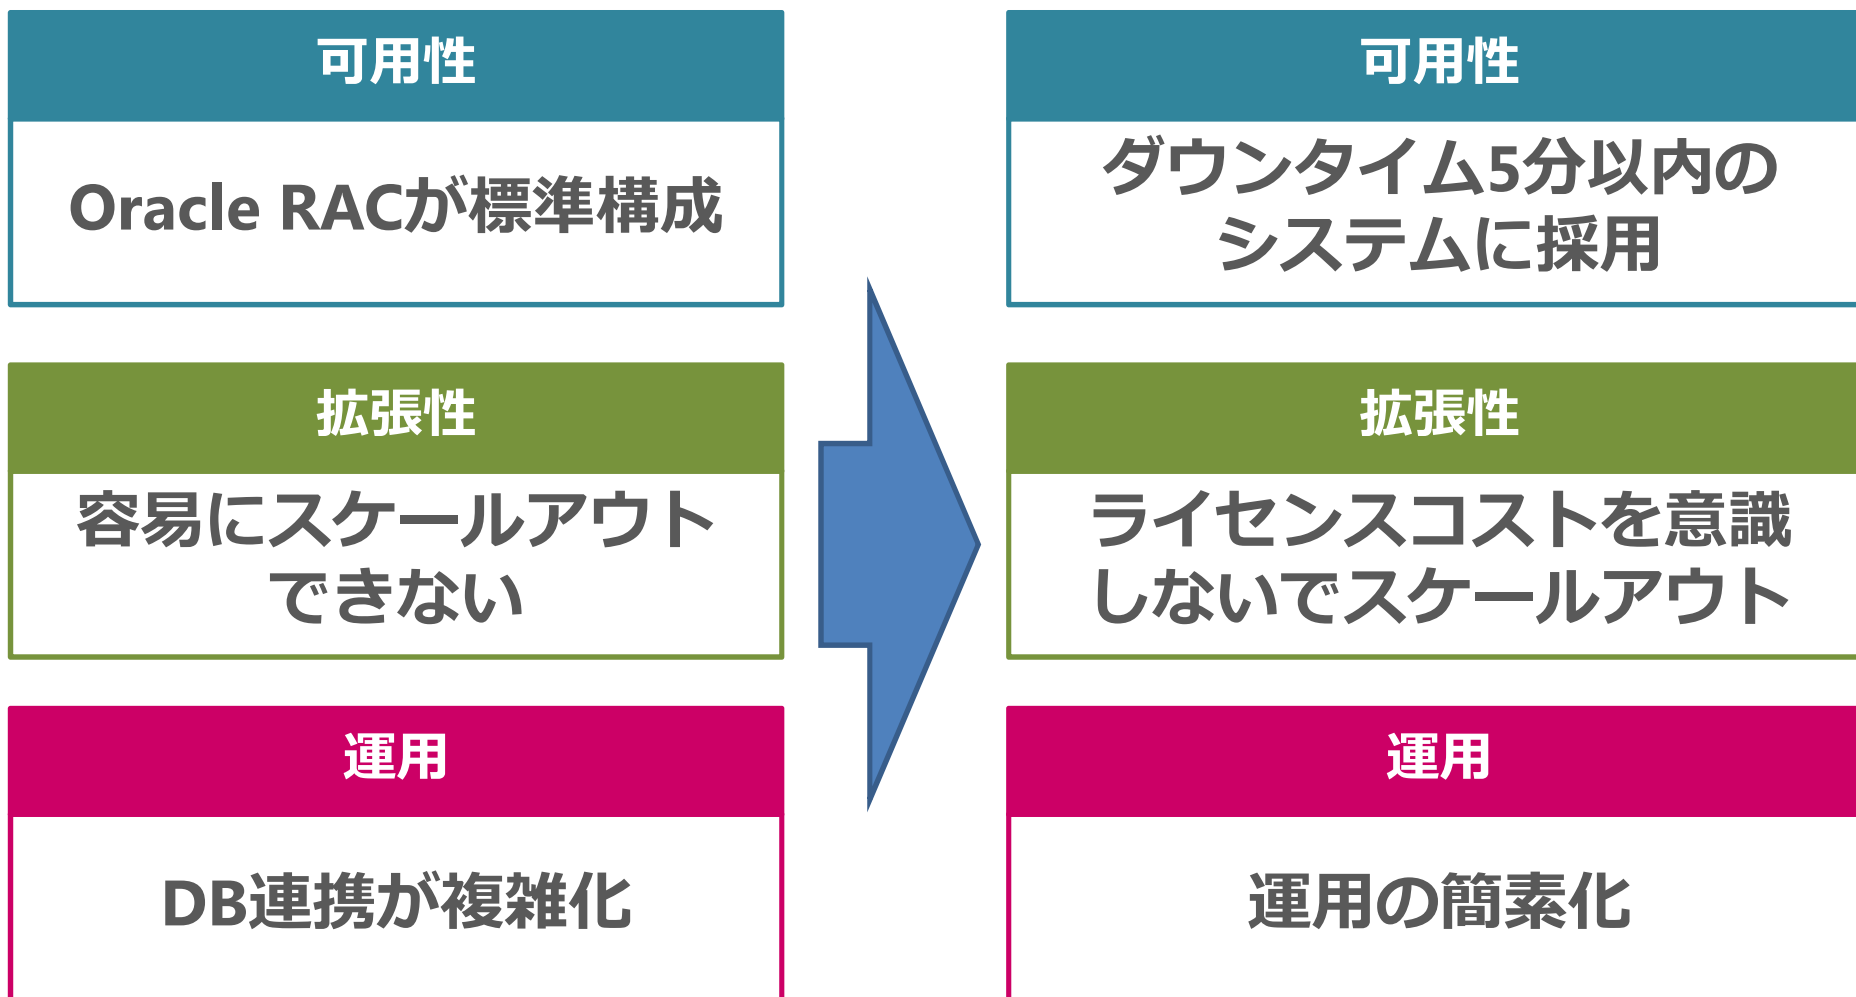 可用性
Oracle RACが標準構成
拡張性
容易にスケールアウト
できない
運用
DB連携が複雑化
可用性
ダウンタイム5分以内の
システムに採用
拡張性
ライセンスコストを意識
しないでスケールアウト
運用
運用の簡素化